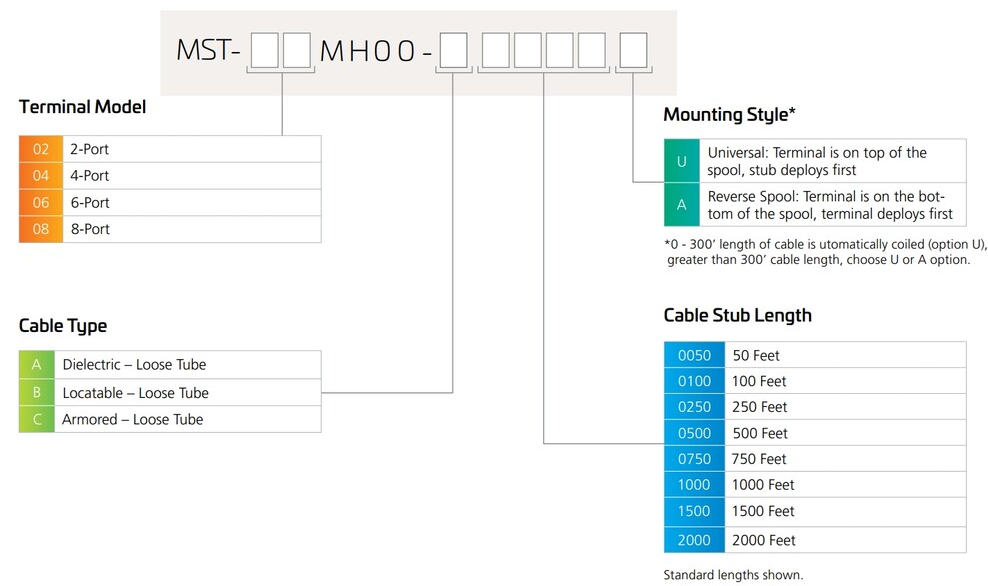 MST- MH00 -
Terminal Model
02 2-Port
04 4-Port
06 6-Port
08 8-Port
Cable Type
A Dielectric – Loose Tube
B Locatable – Loose Tube
C Armored – Loose Tube
Mounting Style*
U Universal: Terminal is on top of the
spool, stub deploys first
A Reverse Spool: Terminal is on the bot-
tom of the spool, terminal deploys first
*0 - 300’ length of cable is utomatically coiled (option U),
greater than 300’ cable length, choose U or A option.
Cable Stub Length
0050 50 Feet
0100 100 Feet
0250 250 Feet
0500 500 Feet
0750 750 Feet
1000 1000 Feet
1500 1500 Feet
2000 2000 Feet
Standard lengths shown.